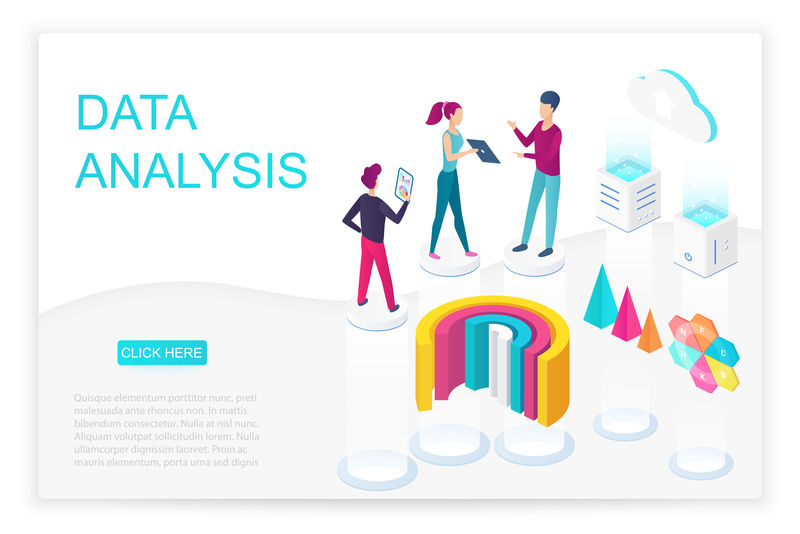 DATA
ANALYSIS
CLICK HERE
Quisque elementum porttitor nunc, preti
malesuada ante rhoncus non. In mattis
bibendum consectetur. Nulla at nisl nunc.
Aliquam volutpat sollicitudin lorem. Nulla
ullamcorper dignissim lacus. Proin ac
mauris elementum, porta urna sed dignis
N
F
C
B
K
H